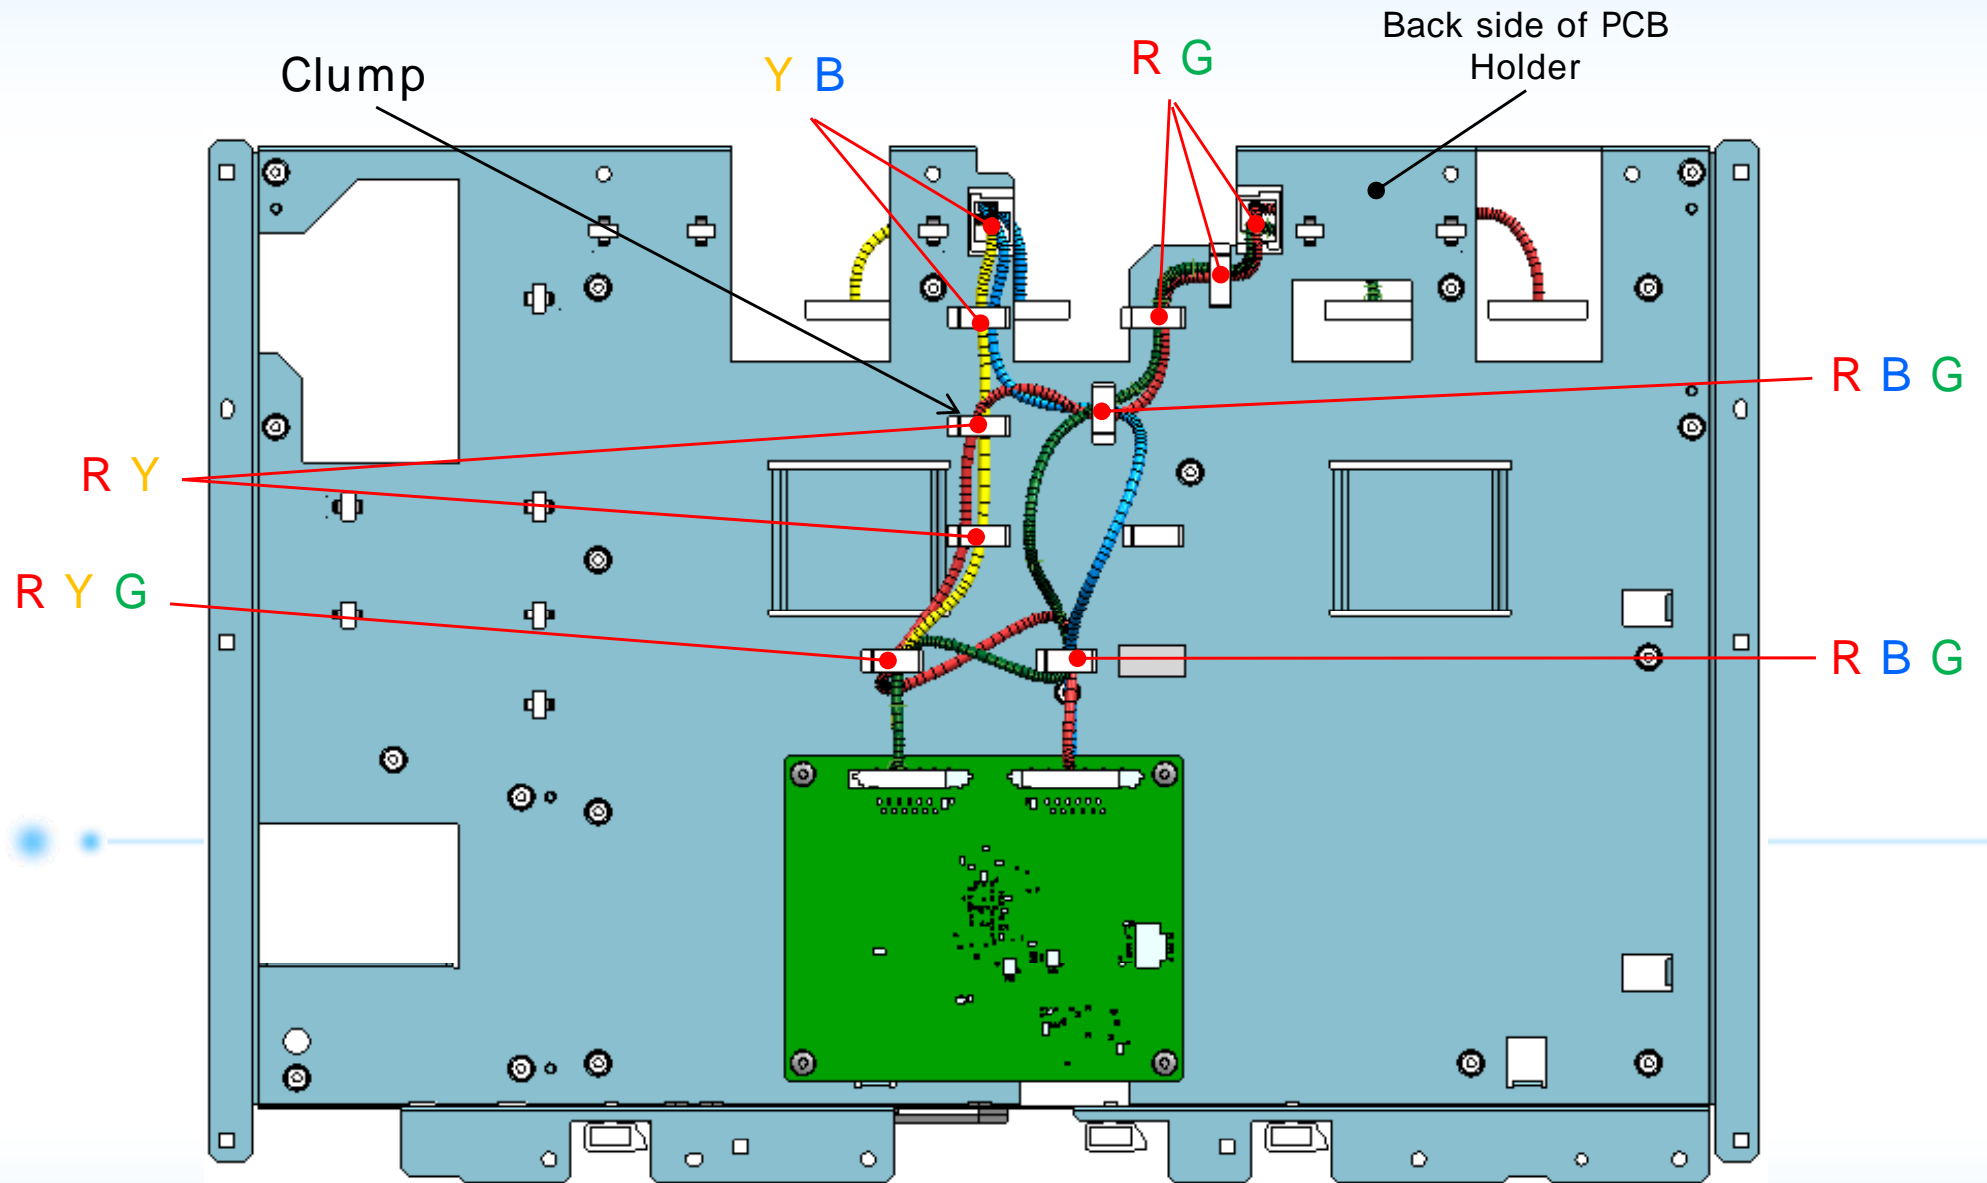 Back side of PCB
Holder
Clump
Y B
R G
R B G
R Y
R Y G
R B G